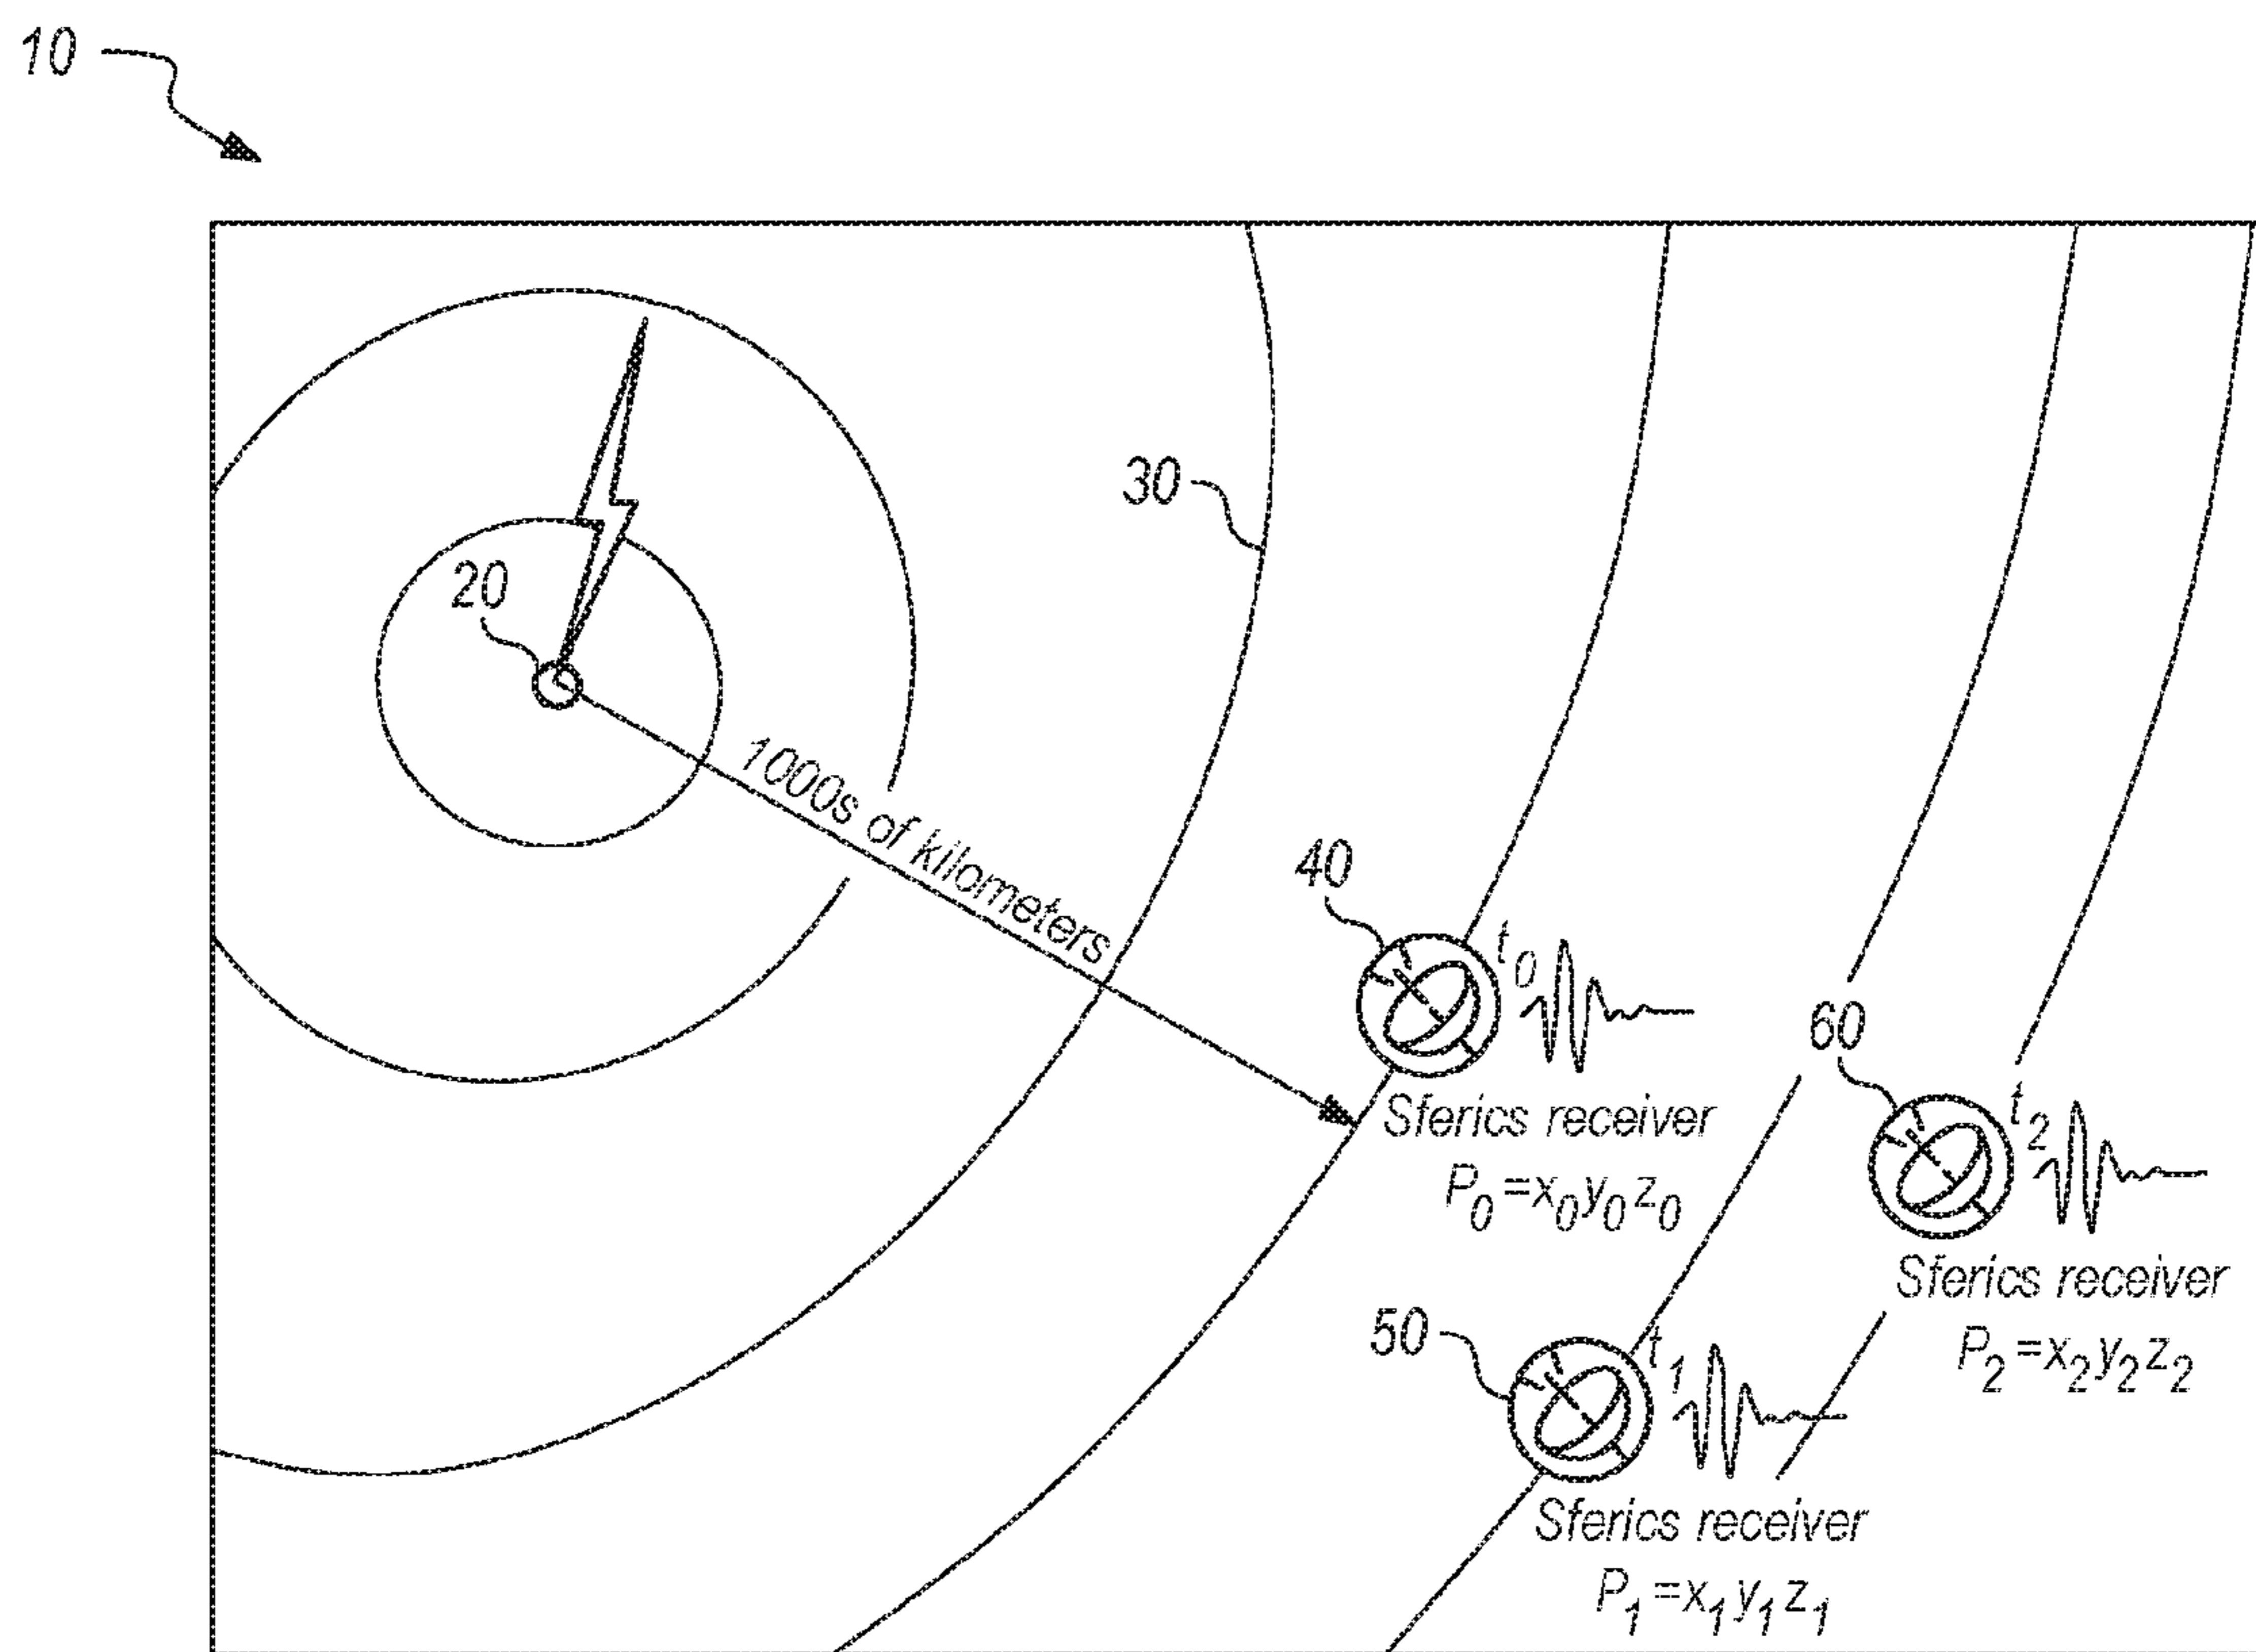 10
30
20
1000s of kilometers
40
t0
Sferics receiver
P0=x0y0z0
60
t2
Sferics receiver
P2=x2y2z2
50
t1
Sferics receiver
P1=x1y1z1